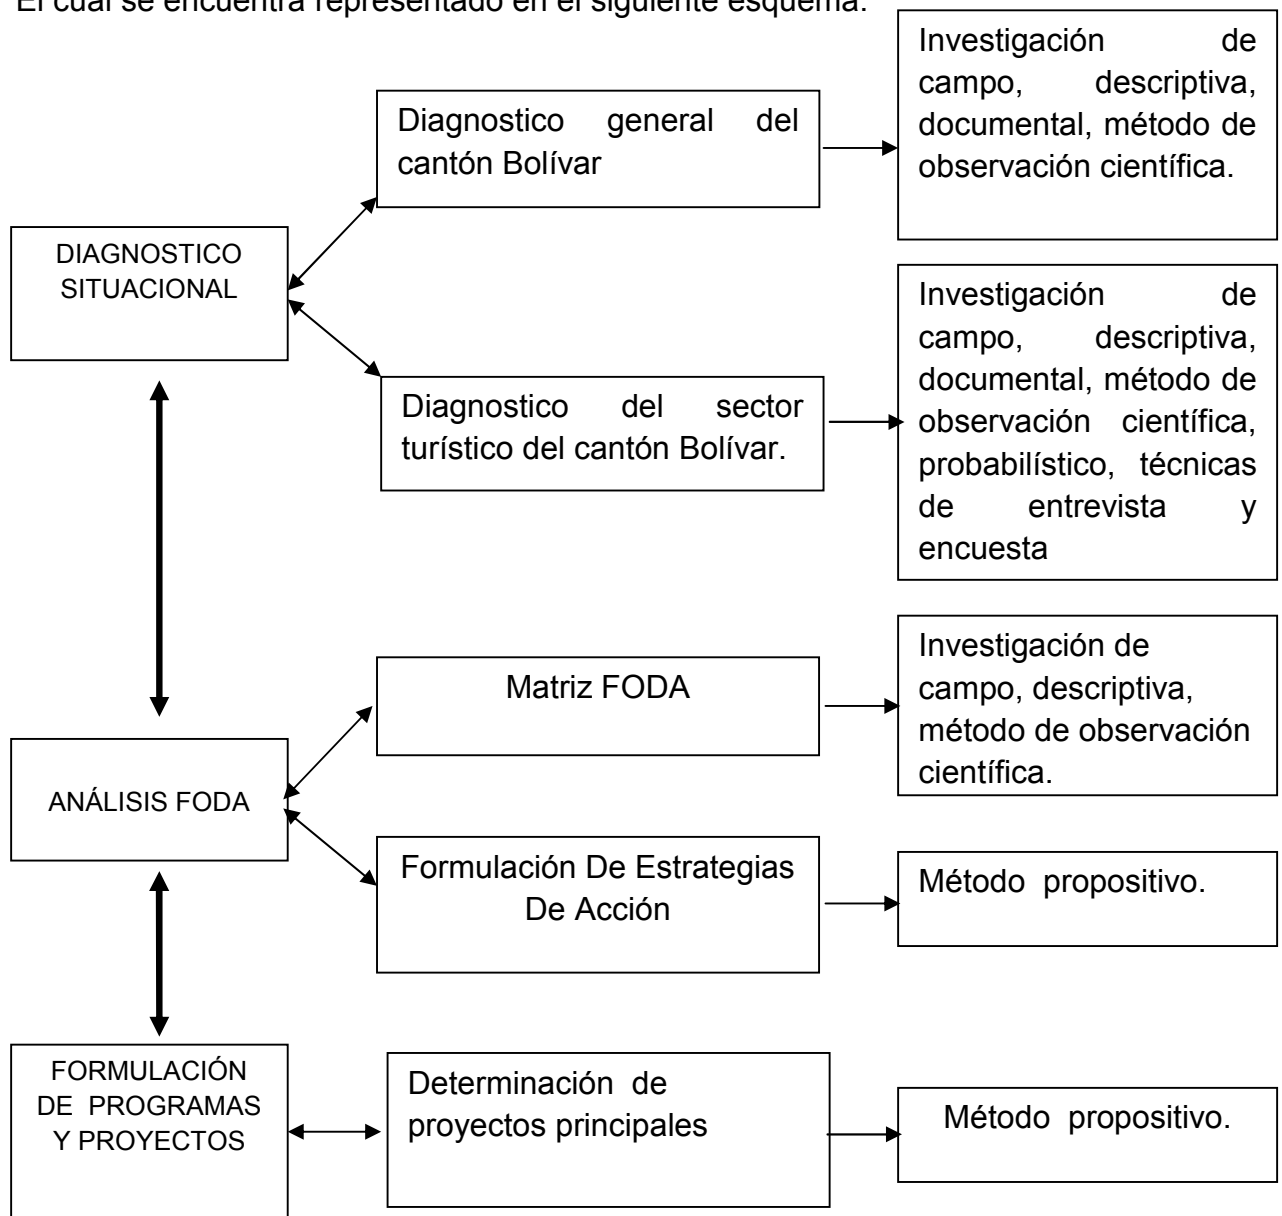 El cual se encuentra representado en el siguiente esquema:
Investigación de
campo, descriptiva,
documental, método de
observación científica.
Diagnostico general del
cantón Bolívar
DIAGNOSTICO
SITUACIONAL
Investigación de
campo, descriptiva,
documental, método de
observación científica,
probabilístico, técnicas
de entrevista y
encuesta
Diagnostico del sector
turístico del cantón Bolívar.
Matriz FODA
Investigación de
campo, descriptiva,
método de observación
científica.
ANÁLISIS FODA
Formulación De Estrategias
De Acción
Método propositivo.
FORMULACIÓN
DE PROGRAMAS
Y PROYECTOS
Determinación de
proyectos principales
Método propositivo.